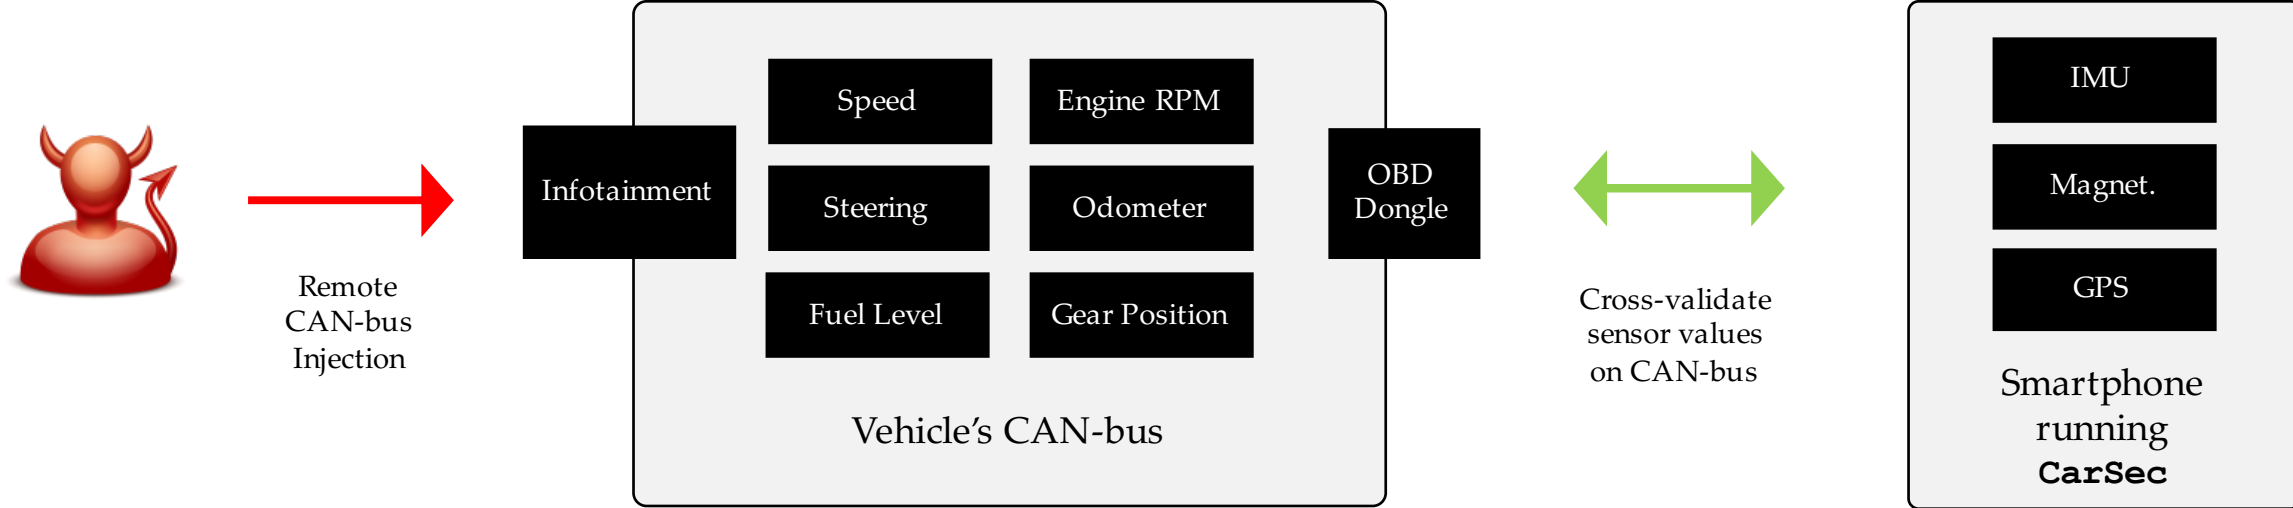 Remote
CAN-bus
Injection
Infotainment
Speed
Engine RPM
Steering
Odometer
Fuel Level
Gear Position
Vehicle's CAN-bus
OBD
Dongle
Cross-validate
sensor values
on CAN-bus
IMU
Magnet.
GPS
Smartphone
running
CarSec